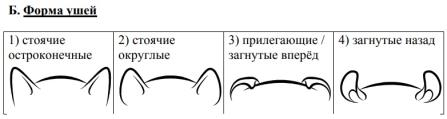 Б. Форма ушей
1) стоячие остроконечные
2) стоячие округлые
3) прилегающие / загнутые вперёд
4) загнутые назад